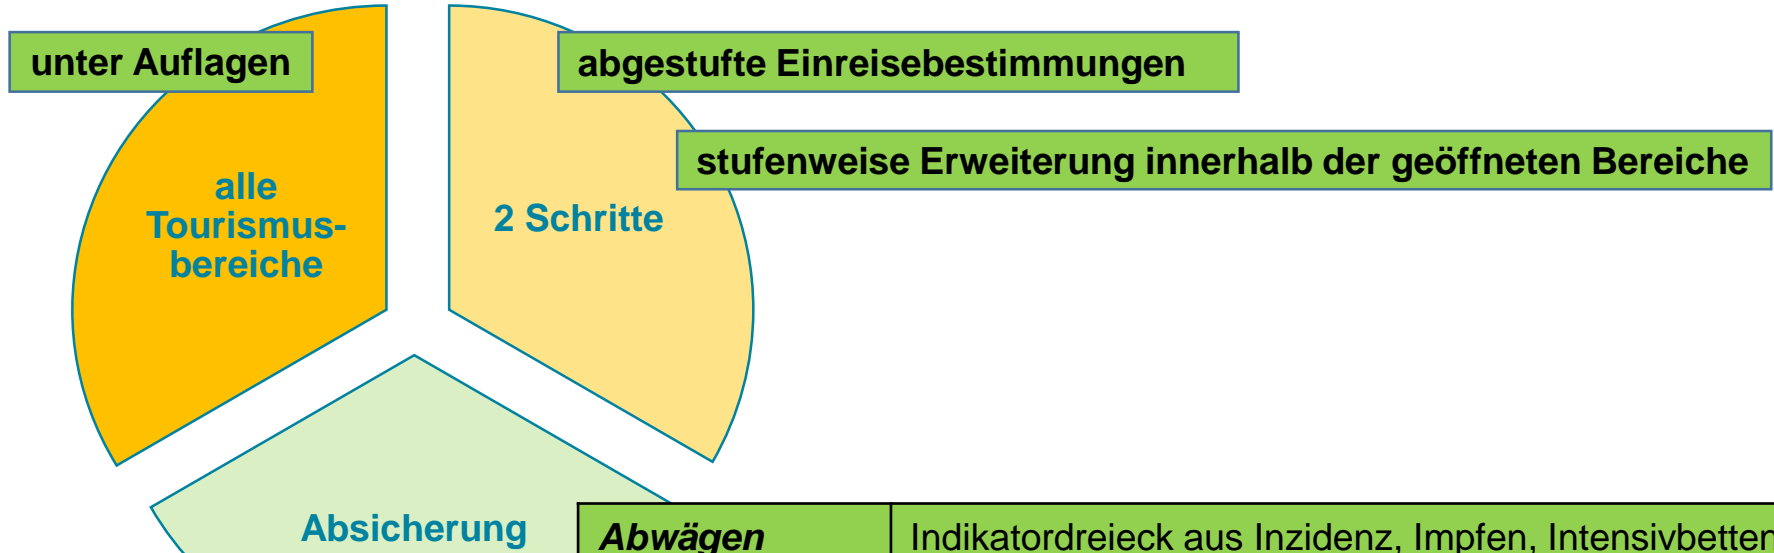 unter Auflagen
abgestufte Einreisebestimmungen
stufenweise Erweiterung innerhalb der geöffneten Bereiche
alle
Tourismus-
bereiche
2 Schritte
Absicherung
Abwägen
Indikatordreieck aus Inzidenz, Impfen, Intensivbetten